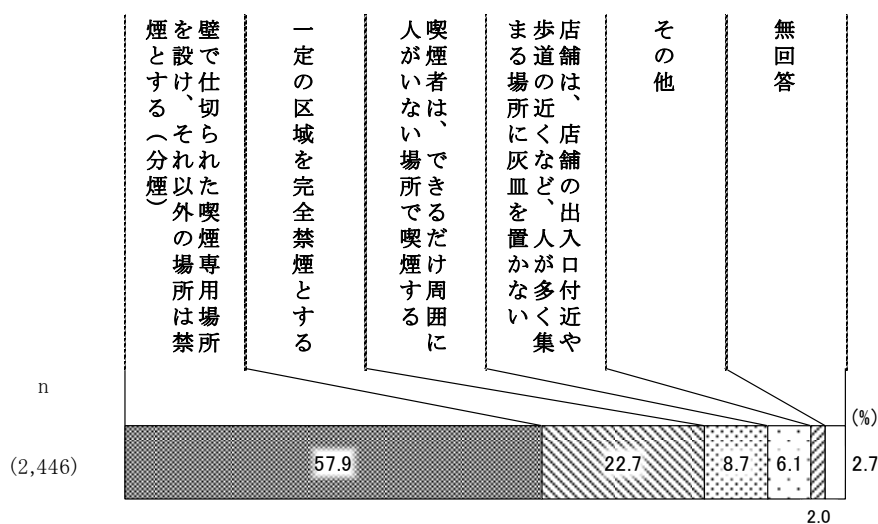 壁で仕切られた喫煙専用場所
を設け、それ以外の場所は禁
煙とする（分煙）
一定の区域を完全禁煙とする
喫煙者は、できるだけ周囲に
人がいない場所で喫煙する
店舗は、店舗の出入口付近や
歩道の近くなど、人が多く集
まる場所に灰皿を置かない
その他
無回答
n
(%)
(2,446)
57.9
22.7
8.7
6.1
2.7
2.0